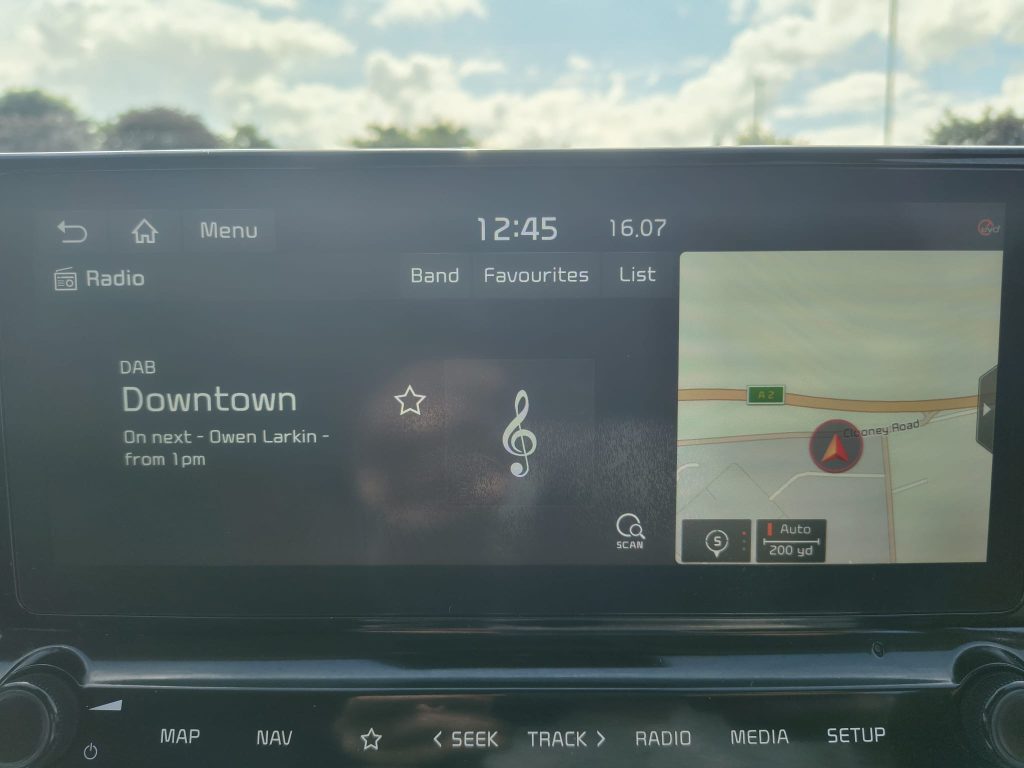 Menu
12:45
16.07
Radio
Band
Favourites
List
DAB
Downtown
On next - Owen Larkin -
from 1pm
SCAN
A2
Clooney Road
S
Auto
200 yd
MAP
NAV
< SEEK
TRACK >
RADIO
MEDIA
SETUP